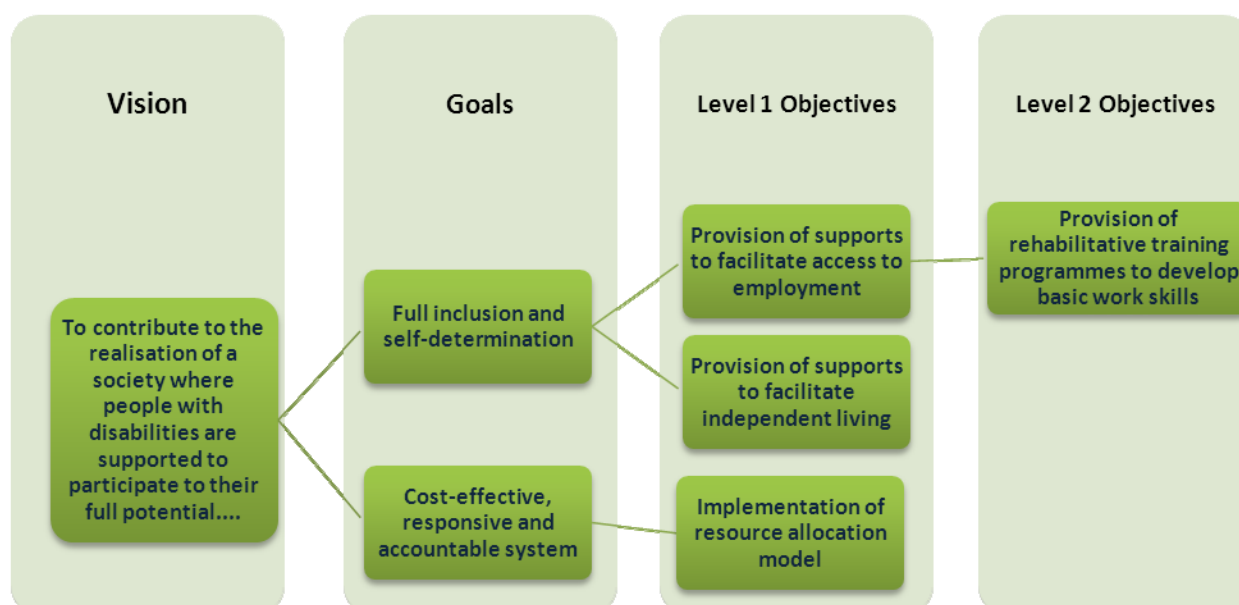 Vision
Goals
Level 1 Objectives
Level 2 Objectives
To contribute to the
realisation of a
society where
people with
disabilities are
supported to
participate to their
full potential....
Full inclusion and
self-determination
Cost-effective,
responsive and
accountable system
Provision of supports
to facilitate access to
employment
Provision of supports
to facilitate
independent living
Implementation of
resource allocation
model
Provision of
rehabilitative training
programmes to develop
basic work skills